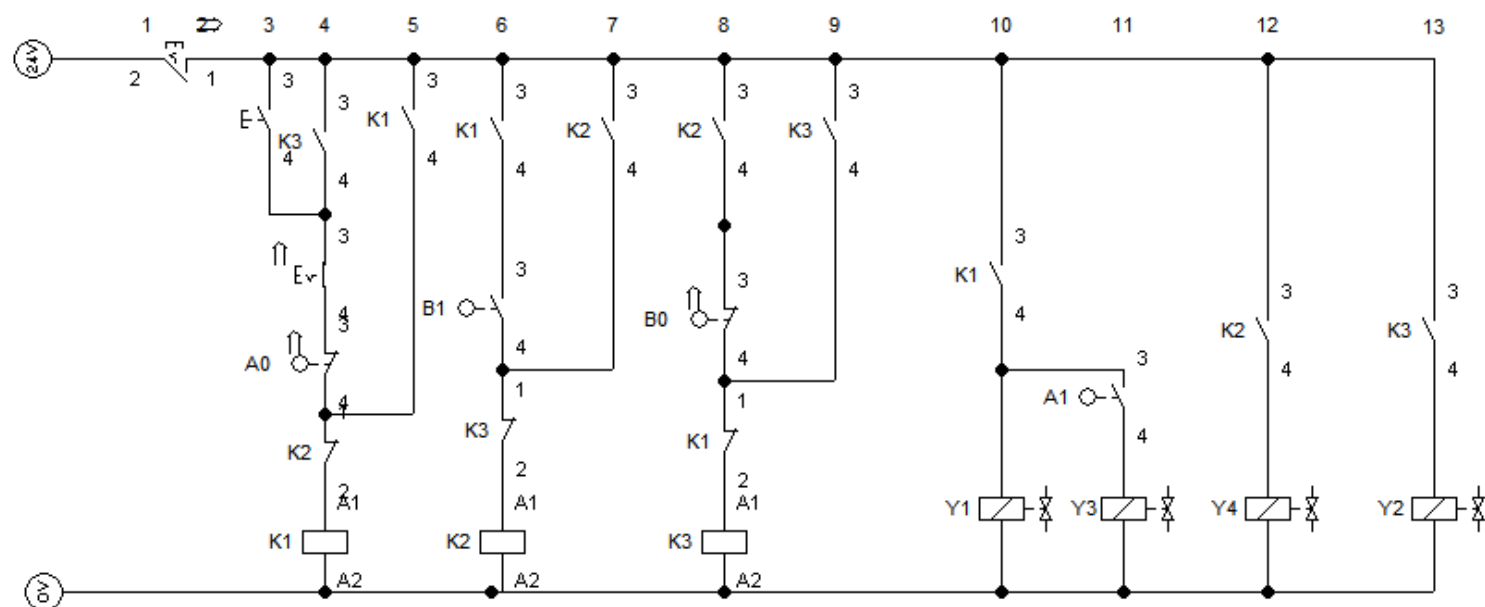 1 2 3 4 5 6 7 8 9 10 11 12 13
24V
2 1 3 3 3 3 3 3 3
K3 K1 K1 K2 K2 K3
4 4 4 4 4 4 4
3 3 3 3
K1
B1 B0 K2 K3
4 3 4 4 4 4 4
A0 3
A1
4 1 1 1 4
K2 K3 K1
2 2 2
A1 A1 A1 Y1 Y3 Y4 Y2
K1 K2 K3
A2 A2 A2
0V